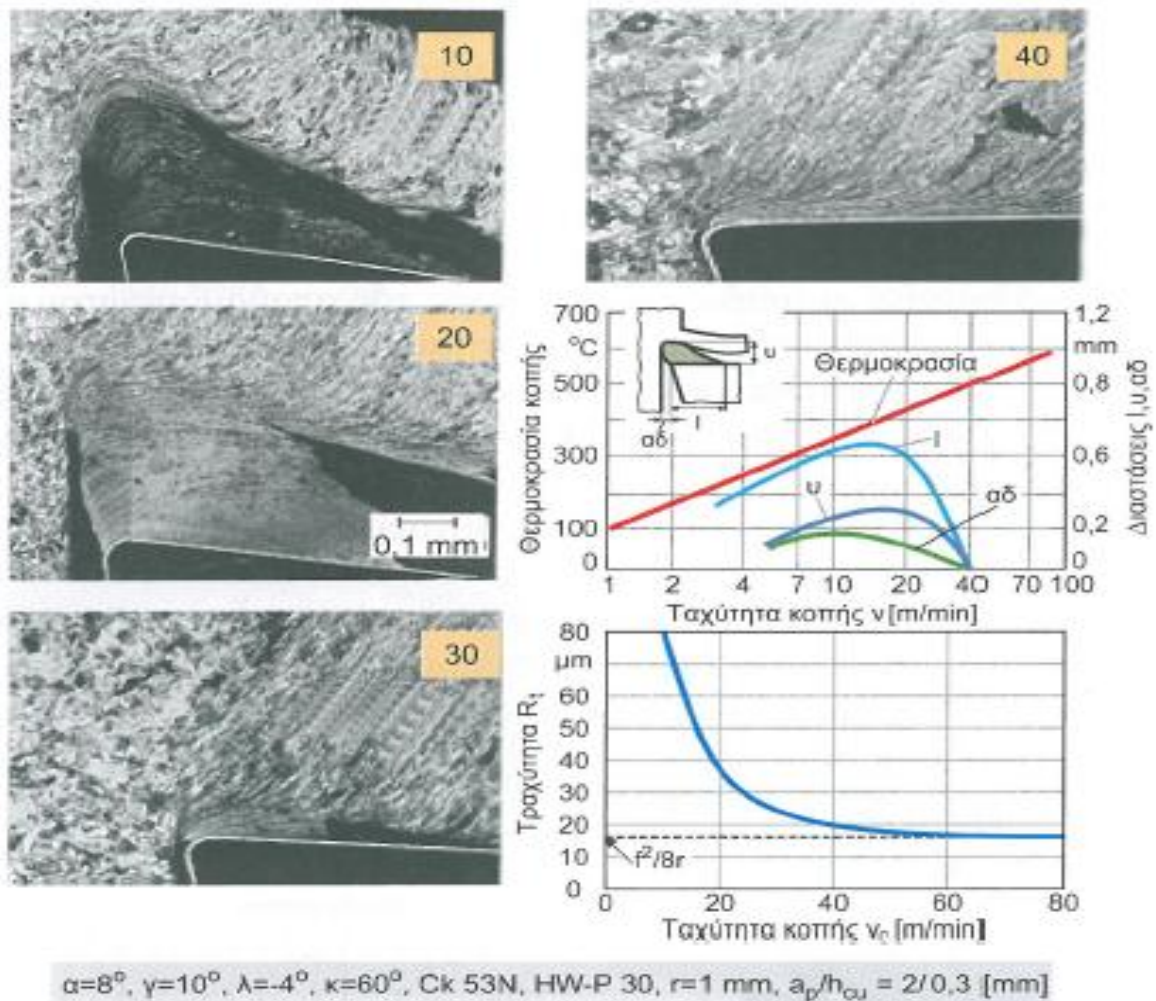 10
40
20
0.1 mm
30
700
°C
500
300
100
0
Θερμοκρασία κοπής
Θερμοκρασία
υ
l
αδ
l
υ
αδ
1,2
mm
0,8
0,6
0,2
0
Διαστάσεις l,υ,αδ
1 2 4 7 10 20 40 70 100
Ταχύτητα κοπής v [m/min]
80
μm
60
50
40
30
20
10
0
Τραχύτητα Rt
f²/8r
0 20 40 60 80
Ταχύτητα κοπής vc [m/min]
α=8°, γ=10°, λ=-4°, κ=60°, Ck 53N, HW-P 30, r=1 mm, ap/hcu = 2/0,3 [mm]